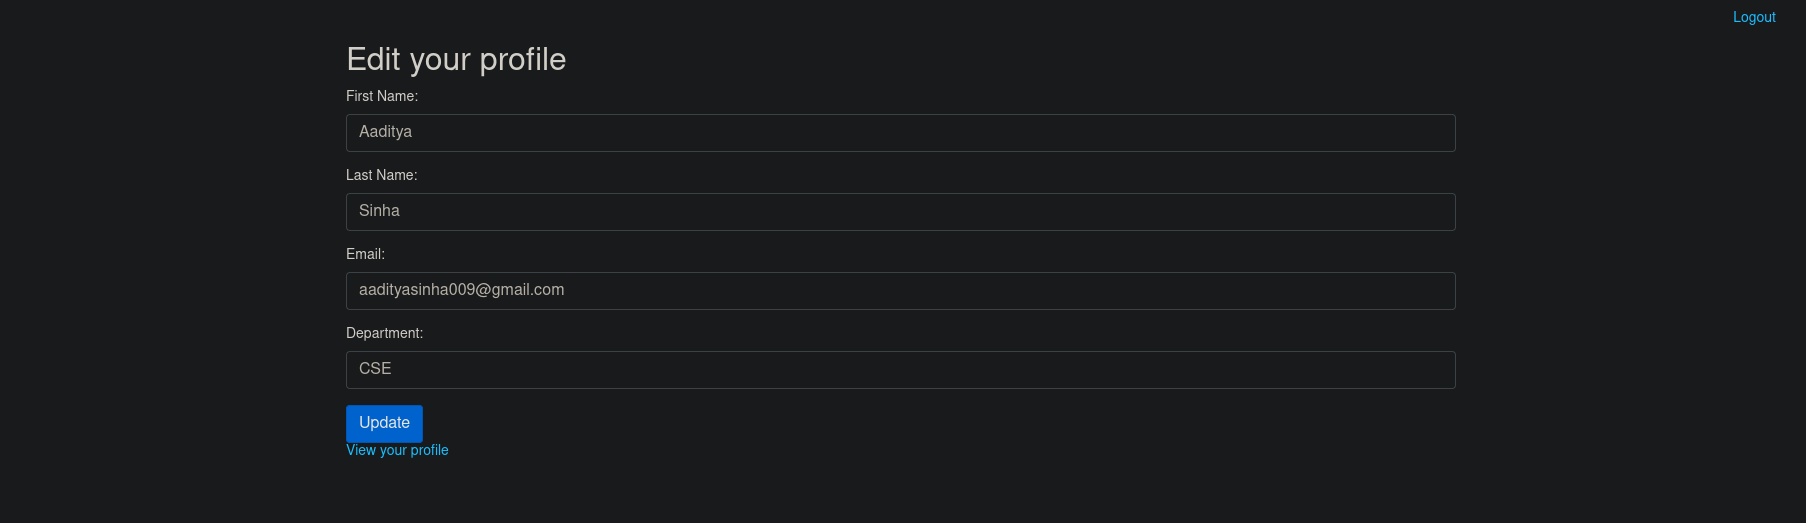 Logout
Edit your profile
First Name:
Aaditya
Last Name:
Sinha
Email:
aadityasinha009@gmail.com
Department:
CSE
Update
View your profile